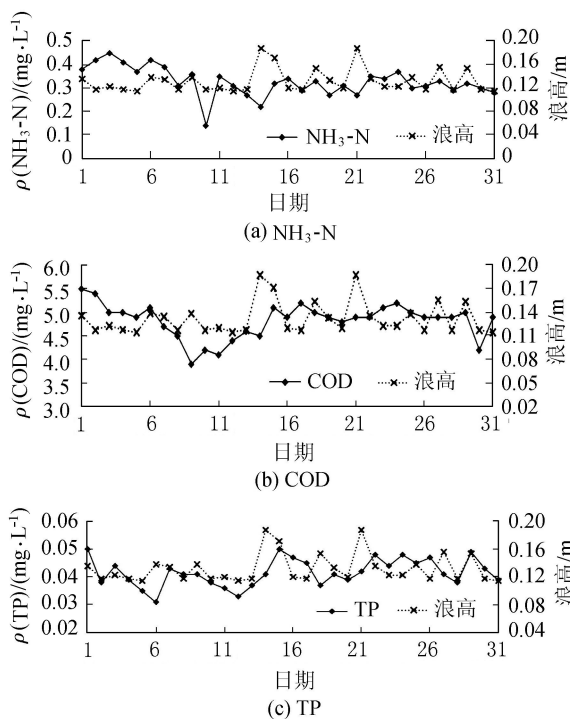 ρ(NH₃-N)/(mg·L⁻¹)
0.5
0.4
0.3
0.2
0.1
0
NH₃-N
浪高
0.20
0.16
0.12
0.08
0.04
0
浪高/m
1 6 11 16 21 26 31
日期
(a) NH₃-N
ρ(COD)/(mg·L⁻¹)
6.0
5.5
5.0
4.5
4.0
3.5
3.0
COD
浪高
0.20
0.17
0.14
0.11
0.08
0.05
0.02
浪高/m
1 6 11 16 21 26 31
日期
(b) COD
ρ(TP)/(mg·L⁻¹)
0.06
0.05
0.04
0.03
0.02
TP
浪高
0.20
0.16
0.12
0.08
0.04
浪高/m
1 6 11 16 21 26 31
日期
(c) TP